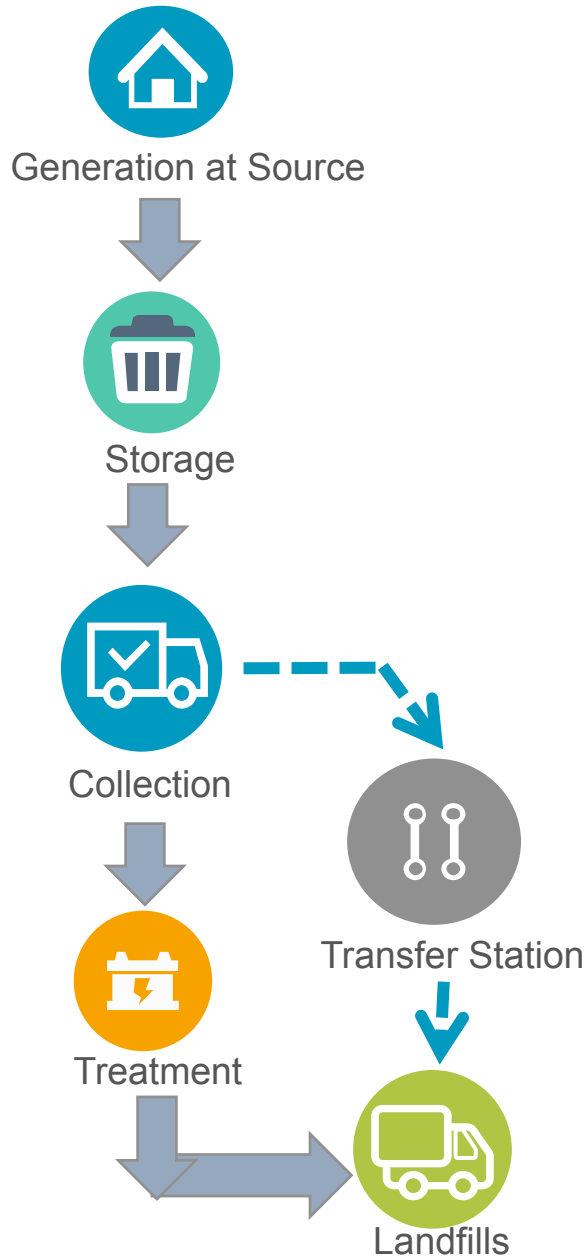 Generation at Source
Storage
Collection
Transfer Station
Treatment
Landfills